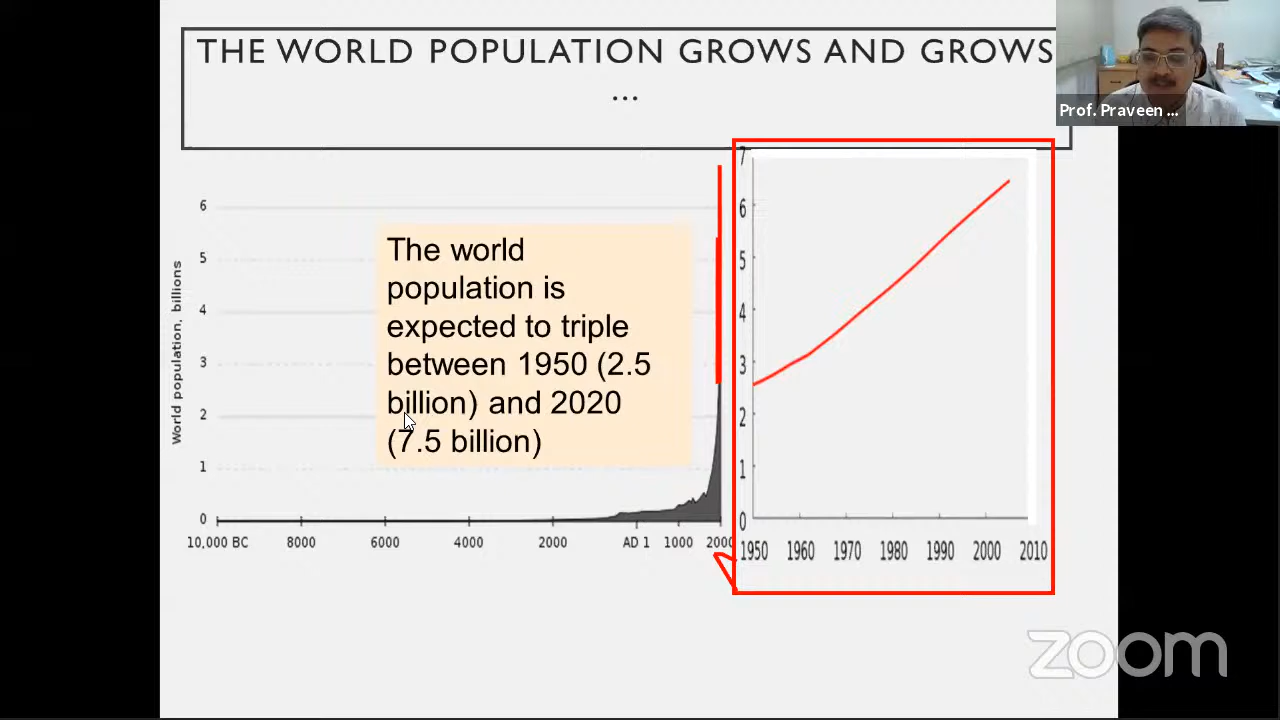 THE WORLD POPULATION GROWS AND GROWS
...
Prof. Praveen ...
World population, billions
6
5
4
3
2
1
0
10,000 BC 8000 6000 4000 2000 AD 1 1000 2000
The world
population is
expected to triple
between 1950 (2.5
billion) and 2020
(7.5 billion)
7
6
5
4
3
2
1
0
1950 1960 1970 1980 1990 2000 2010
zoom